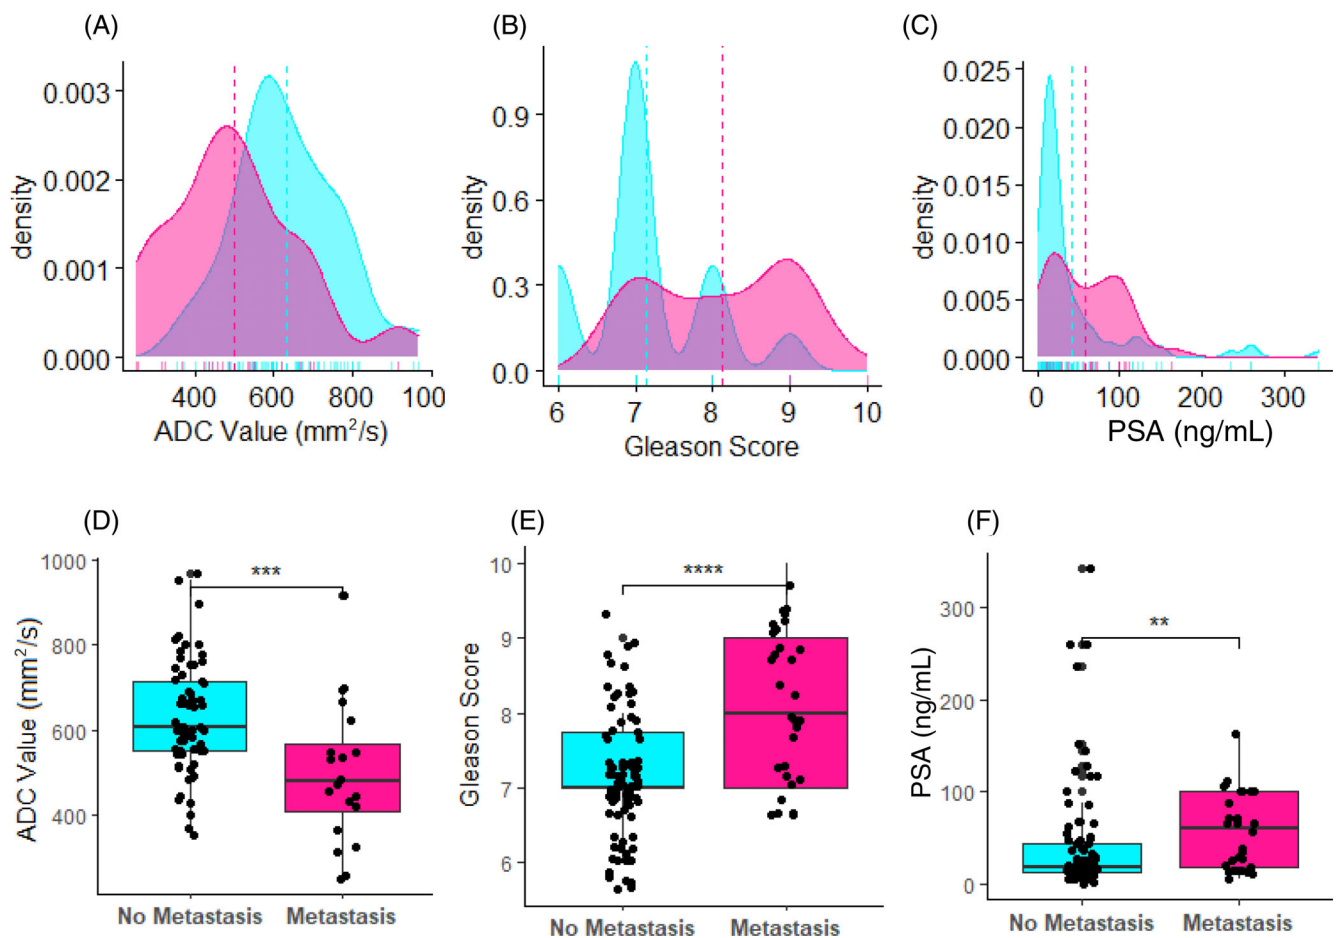 (A)
(B)
(C)
density
0.003
0.002
0.001
0.000
400
600
800
100
ADC Value (mm²/s)
density
0.9
0.6
0.3
0.0
6
7
8
9
10
Gleason Score
density
0.025
0.020
0.015
0.010
0.005
0.000
0
100
200
300
PSA (ng/mL)
(D)
(E)
(F)
ADC Value (mm²/s)
1000
800
600
400
***
No Metastasis
Metastasis
Gleason Score
10
9
8
7
6
****
No Metastasis
Metastasis
PSA (ng/mL)
300
200
100
0
**
No Metastasis
Metastasis